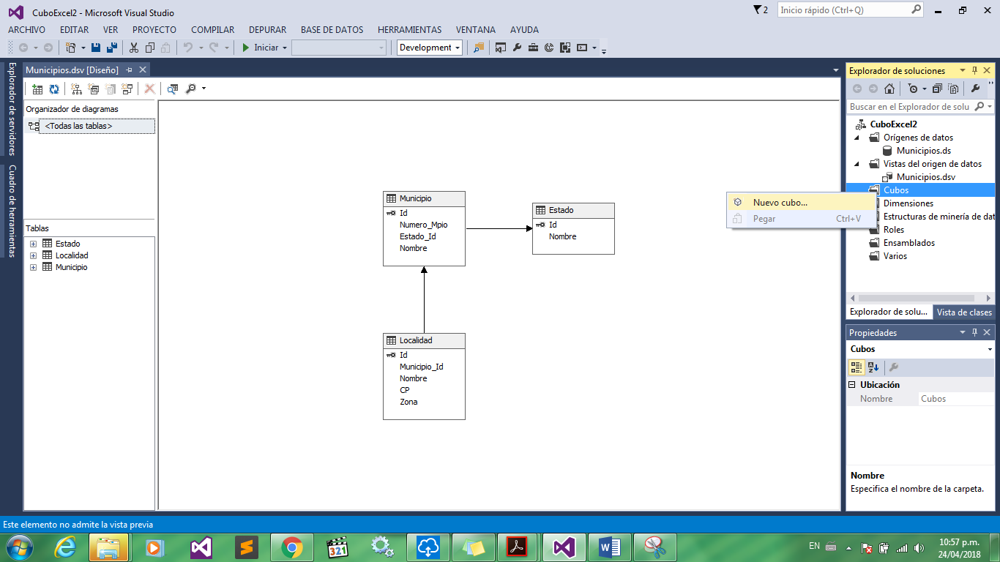 CuboExcel2 - Microsoft Visual Studio
2
Inicio rápido (Ctrl+Q)
ARCHIVO EDITAR VER PROYECTO COMPILAR DEPURAR BASE DE DATOS HERRAMIENTAS VENTANA AYUDA
Iniciar
Development
Explorador de servidores
Cuadro de herramientas
Municipios.dsv [Diseño]
Organizador de diagramas
<Todas las tablas>
Tablas
Estado
Localidad
Municipio
Municipio
Id
Numero_Mpio
Estado_Id
Nombre
Estado
Id
Nombre
Localidad
Id
Municipio_Id
Nombre
CP
Zona
Explorador de soluciones
Buscar en el Explorador de solu
CuboExcel2
Orígenes de datos
Municipios.ds
Vistas del origen de datos
Municipios.dsv
Cubos
Dimensiones
Estructuras de minería de dat
Roles
Ensamblados
Varios
Nuevo cubo...
Pegar Ctrl+V
Explorador de solu... Vista de clases
Propiedades
Cubos
Ubicación
Nombre Cubos
Nombre
Especifica el nombre de la carpeta.
Este elemento no admite la vista previa
321
EN
10:57 p.m.
24/04/2018